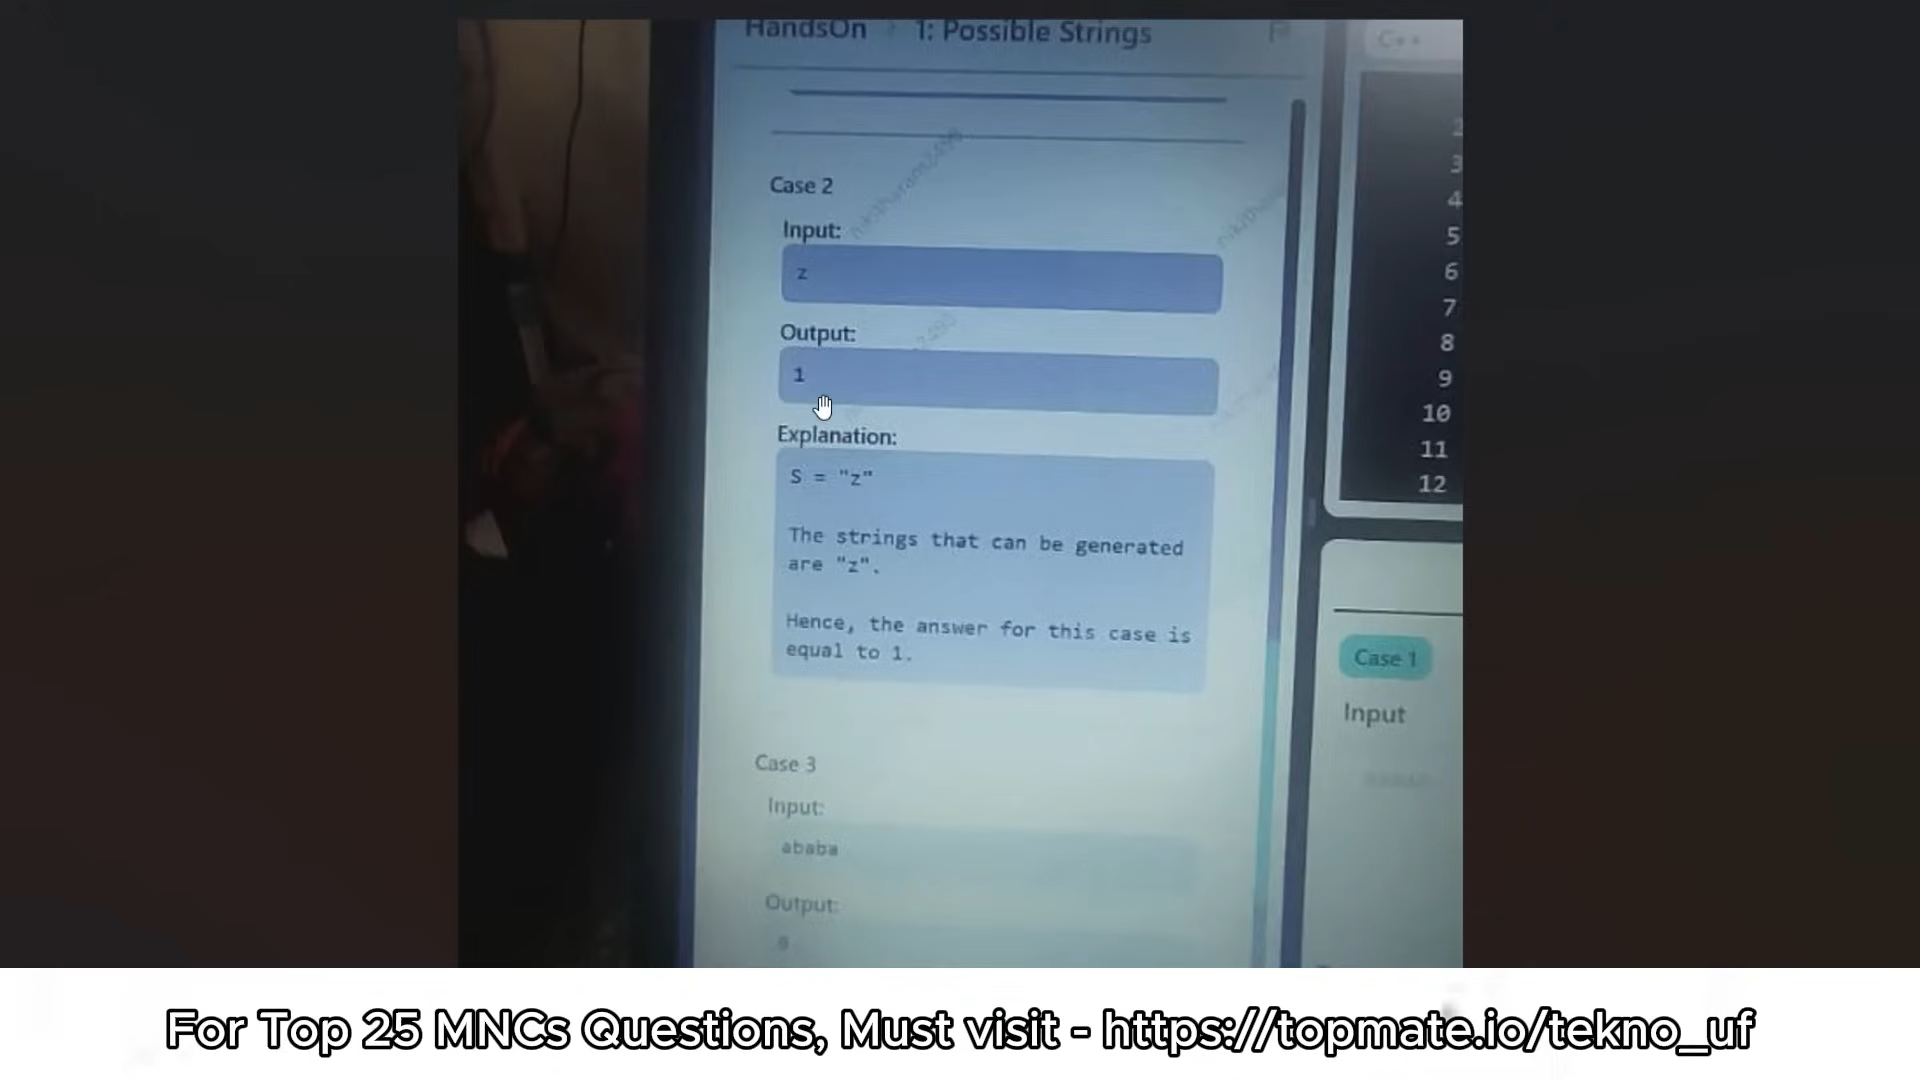 HandsOn 1: Possible Strings
C++
Case 2
Input:
z
Output:
1
Explanation:
S = "z"
The strings that can be generated
are "z".
Hence, the answer for this case is
equal to 1.
Case 3
Input:
ababa
Output:
2
3
4
5
6
7
8
9
10
11
12
Case 1
Input
For Top 25 MNCs Questions, Must visit - https://topmate.io/tekno_uf